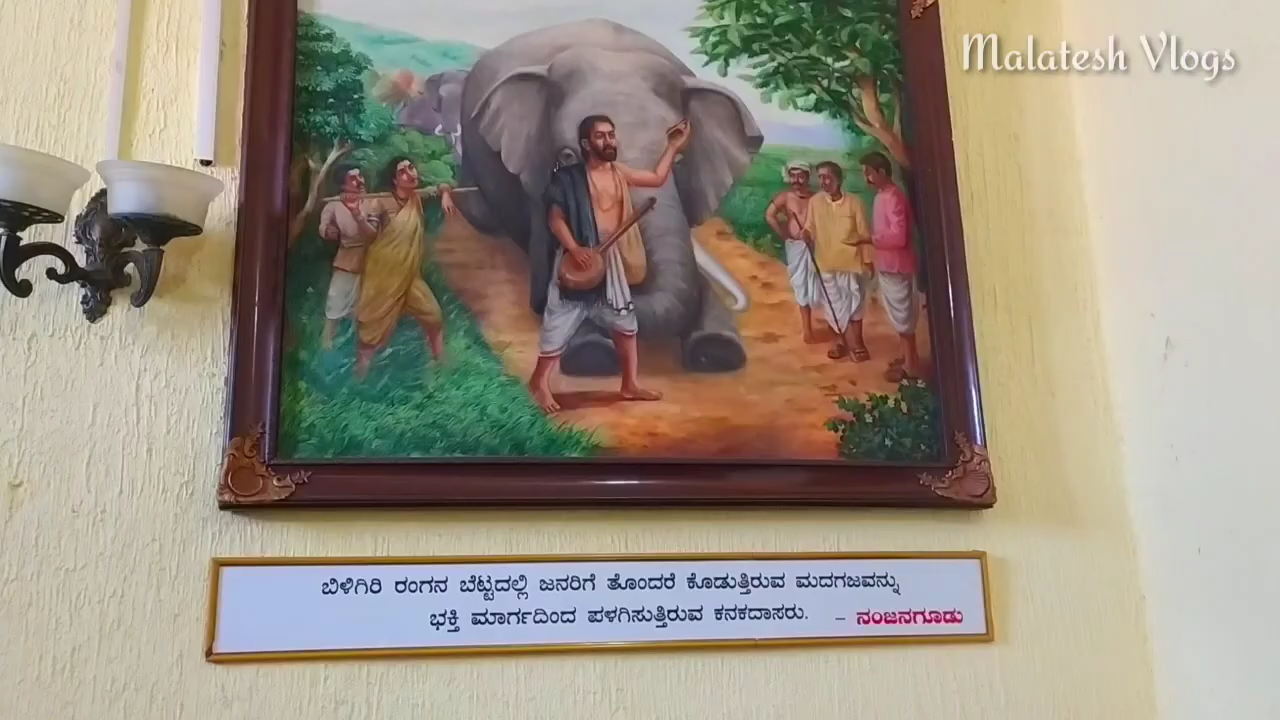 Malatesh Vlogs
ಬಿಳಿಗಿರಿ ರಂಗನ ಬೆಟ್ಟದಲ್ಲಿ ಜನರಿಗೆ ತೊಂದರೆ ಕೊಡುತ್ತಿರುವ ಮದಗಜವನ್ನು
ಭಕ್ತಿ ಮಾರ್ಗದಿಂದ ಪಳಗಿಸುತ್ತಿರುವ ಕನಕದಾಸರು. – ನಂಜನಗೂಡು